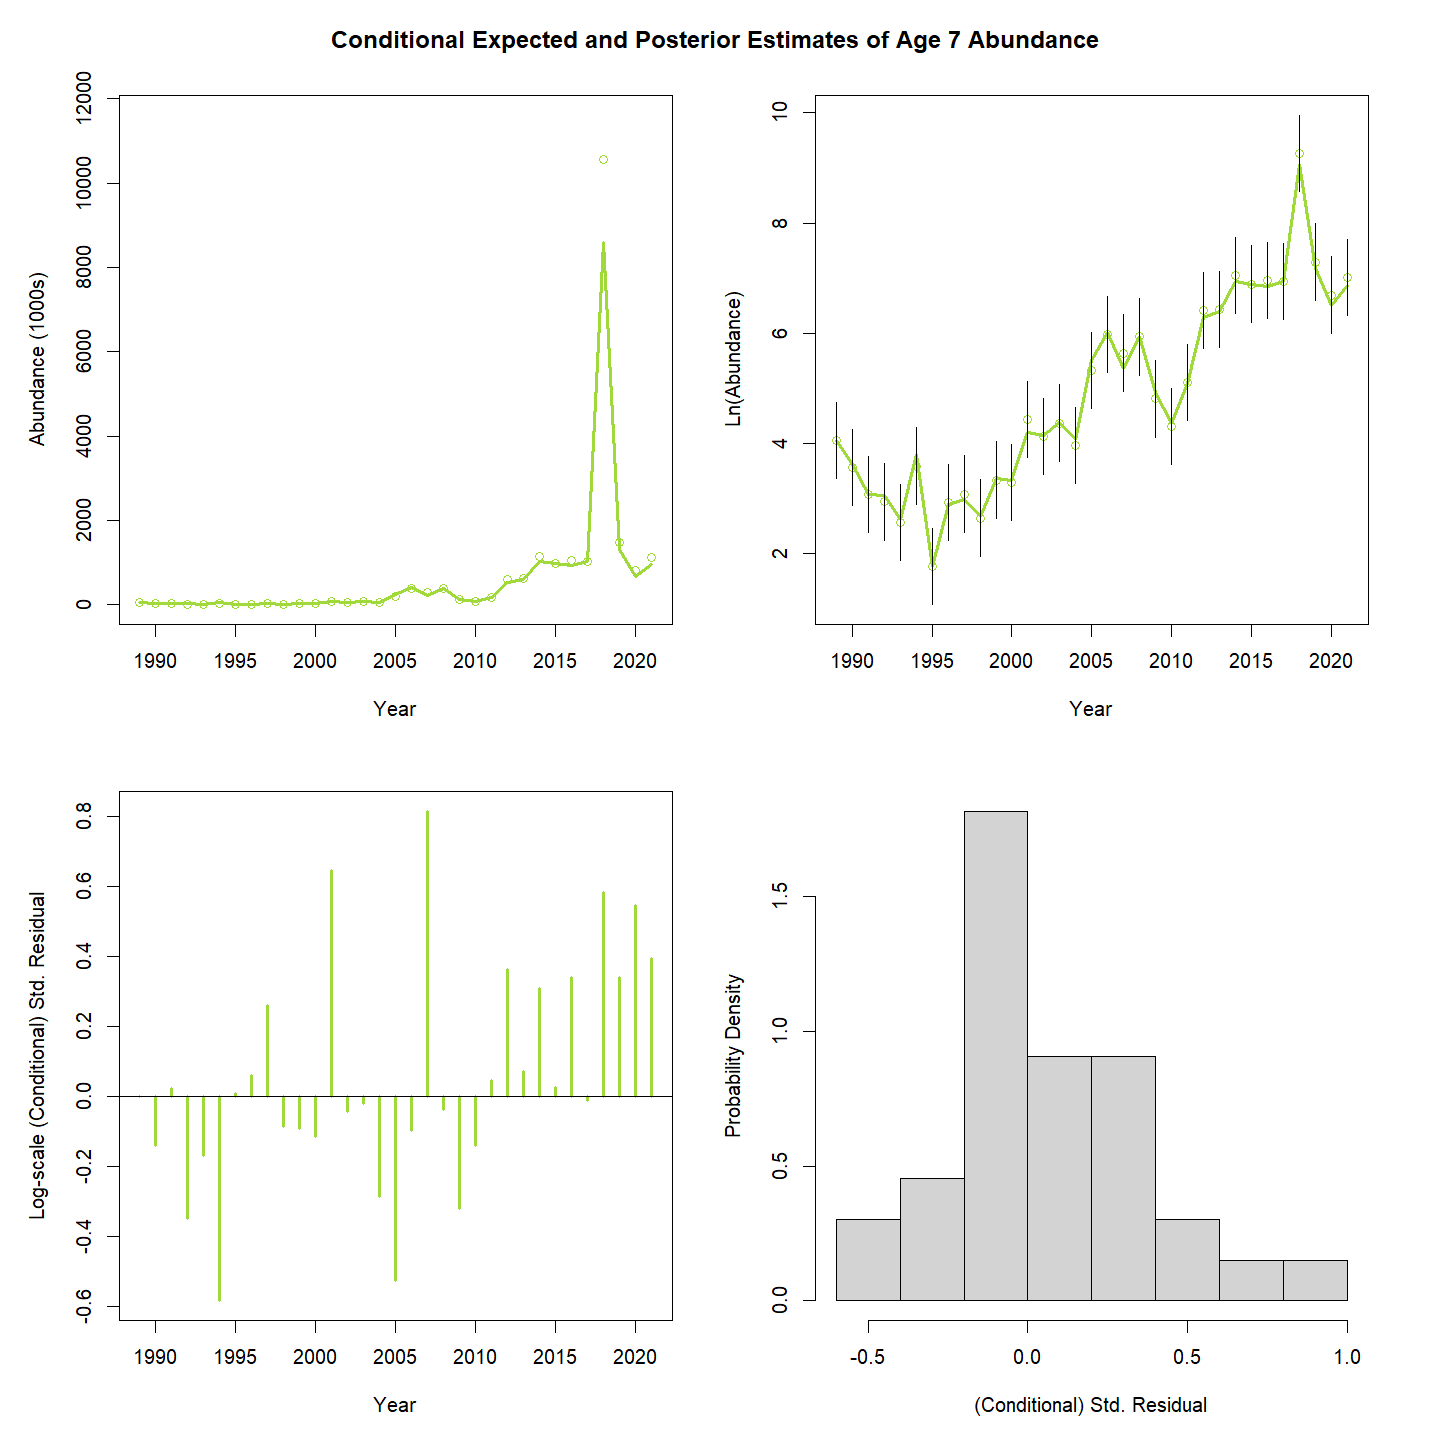 Conditional Expected and Posterior Estimates of Age 7 Abundance
Abundance (1000s)
12000
10000
8000
6000
4000
2000
0
1990 1995 2000 2005 2010 2015 2020
Year
Ln(Abundance)
10
8
6
4
2
1990 1995 2000 2005 2010 2015 2020
Year
Log-scale (Conditional) Std. Residual
0.8
0.6
0.4
0.2
0.0
-0.2
-0.4
-0.6
1990 1995 2000 2005 2010 2015 2020
Year
Probability Density
1.5
1.0
0.5
0.0
-0.5 0.0 0.5 1.0
(Conditional) Std. Residual